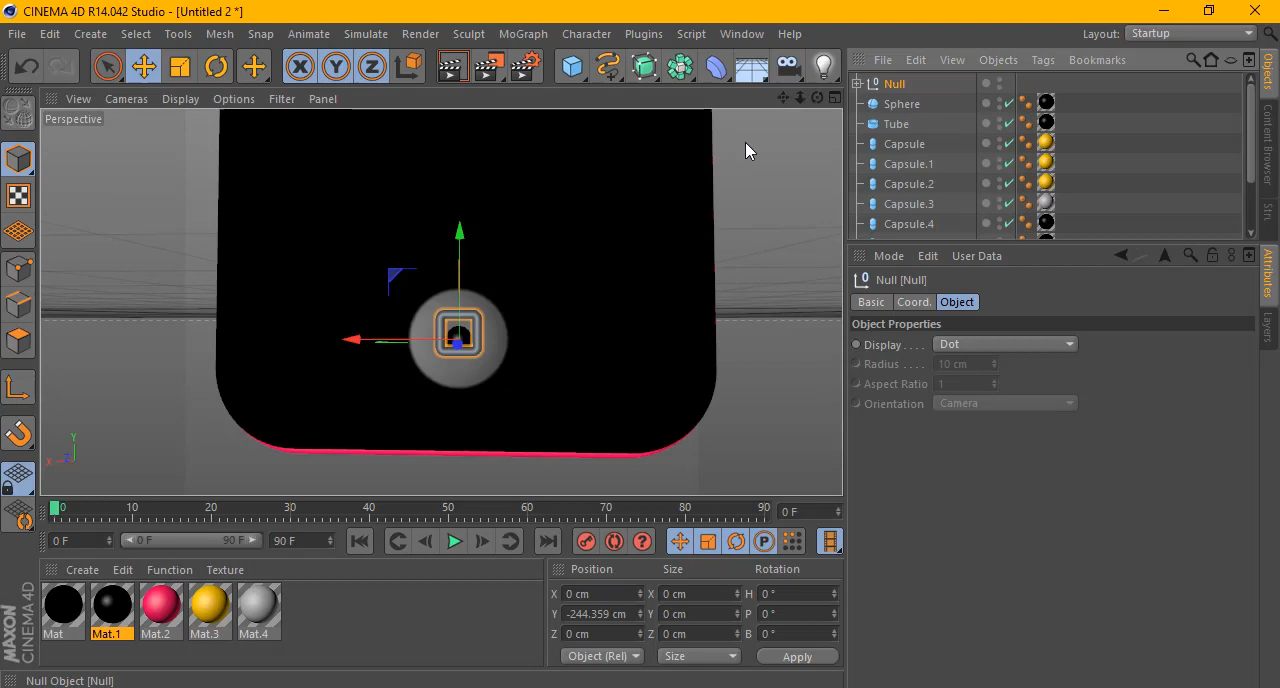 CINEMA 4D R14.042 Studio - [Untitled 2 *]
File Edit Create Select Tools Mesh Snap Animate Simulate Render Sculpt MoGraph Character Plugins Script Window Help
Layout: Startup
View Cameras Display Options Filter Panel
Perspective
Y
X
Z
File Edit View Objects Tags Bookmarks
Null
Sphere
Tube
Capsule
Capsule.1
Capsule.2
Capsule.3
Capsule.4
Objects
Content Browser
Stri
Mode Edit User Data
Null [Null]
Basic Coord. Object
Object Properties
Display . . . . Dot
Radius . . . . 10 cm
Aspect Ratio 1
Orientation Camera
Attributes
Layers
0 10 20 30 40 50 60 70 80 90 0 F
0 F 0 F 90 F 90 F
Create Edit Function Texture
Mat Mat.1 Mat.2 Mat.3 Mat.4
Position Size Rotation
X 0 cm X 0 cm H 0 °
Y -244.359 cm Y 0 cm P 0 °
Z 0 cm Z 0 cm B 0 °
Object (Rel) Size Apply
MAXON
CINEMA 4D
Null Object [Null]